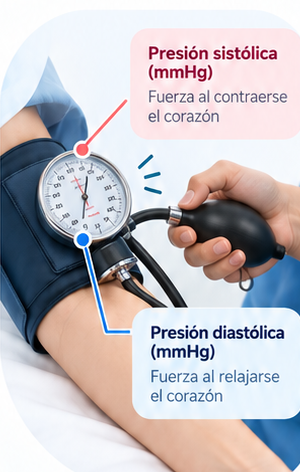 Presión sistólica
(mmHg)
Fuerza al contraerse
el corazón
Presión diastólica
(mmHg)
Fuerza al relajarse
el corazón